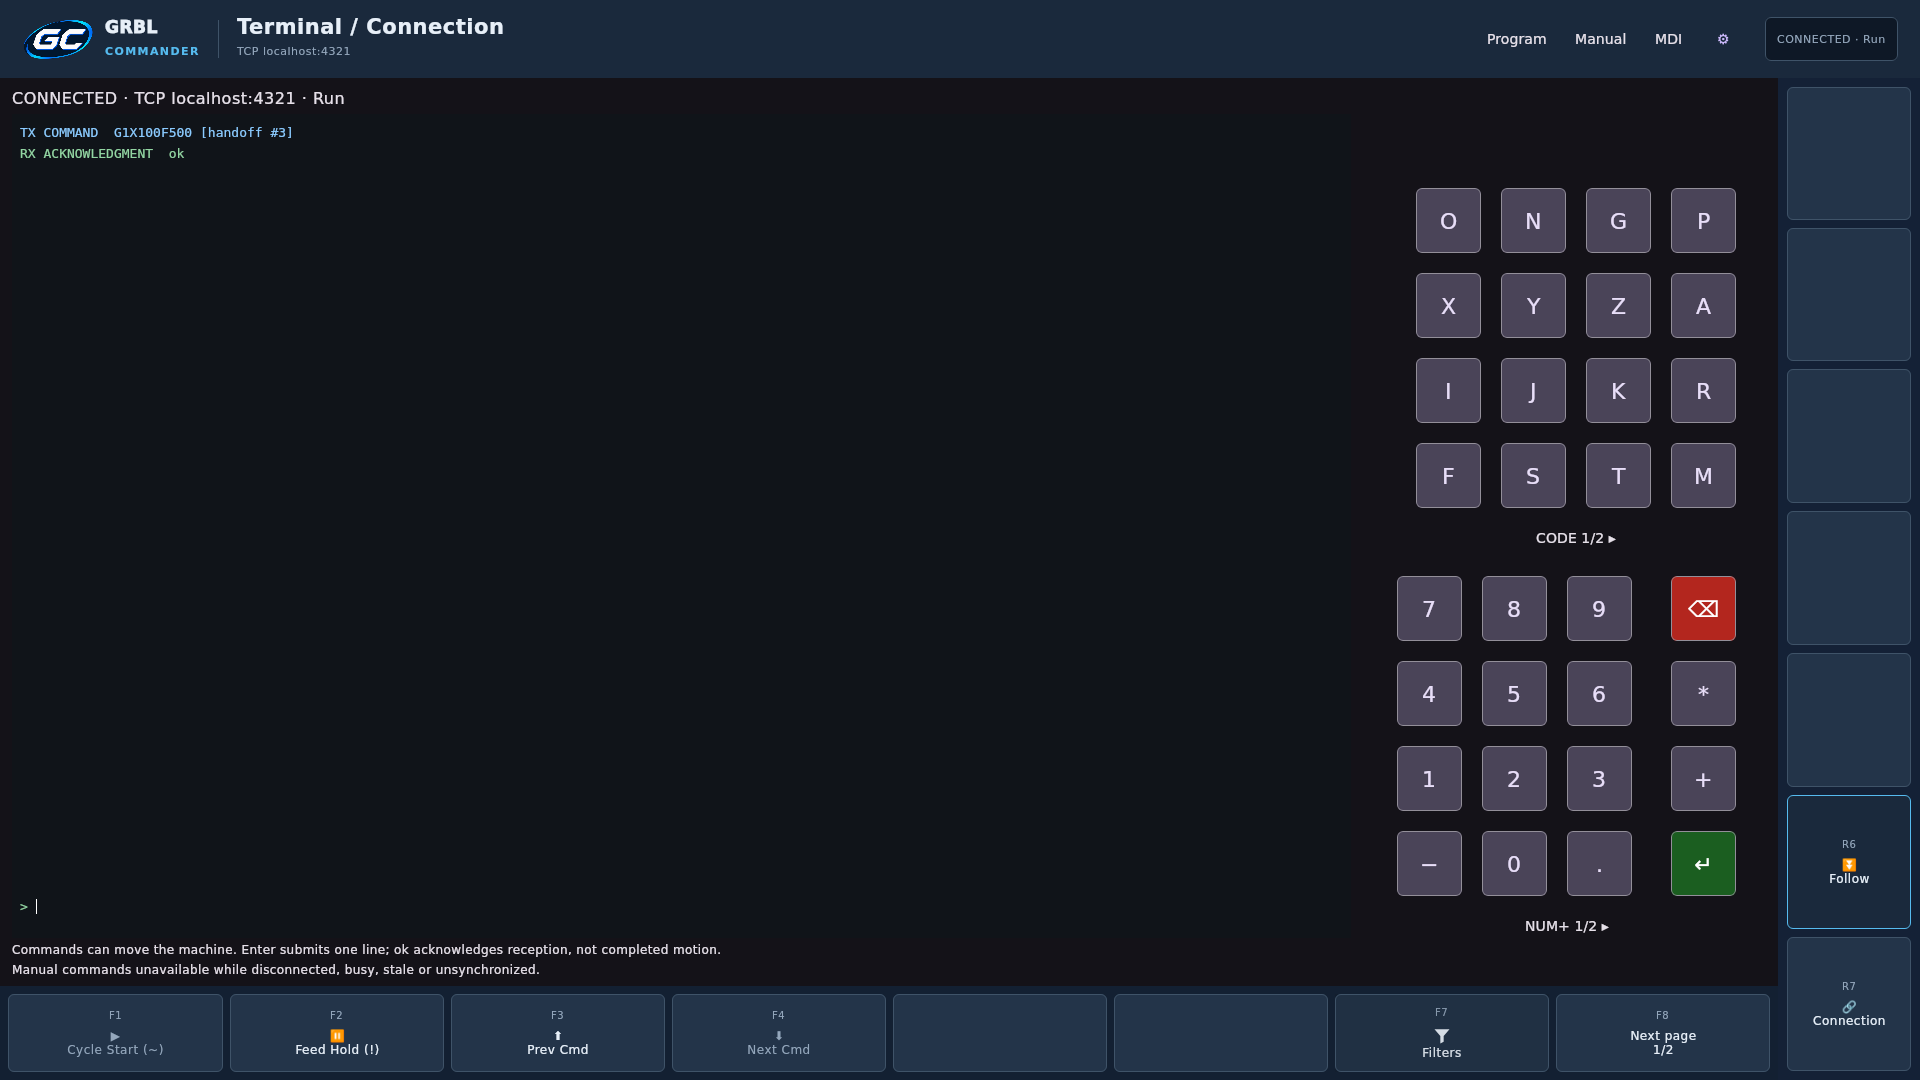 GC
GRBL
COMMANDER
Terminal / Connection
TCP localhost:4321
Program
Manual
MDI
CONNECTED · Run
CONNECTED · TCP localhost:4321 · Run
TX COMMAND  G1X100F500 [handoff #3]
RX ACKNOWLEDGMENT  ok
O N G P
X Y Z A
I J K R
F S T M
CODE 1/2 ▸
7 8 9 ⌫
4 5 6 *
1 2 3 +
− 0 . ↵
NUM+ 1/2 ▸
>
Commands can move the machine. Enter submits one line; ok acknowledges reception, not completed motion.
Manual commands unavailable while disconnected, busy, stale or unsynchronized.
R6
Follow
R7
Connection
F1
Cycle Start (~)
F2
Feed Hold (!)
F3
Prev Cmd
F4
Next Cmd
F7
Filters
F8
Next page
1/2